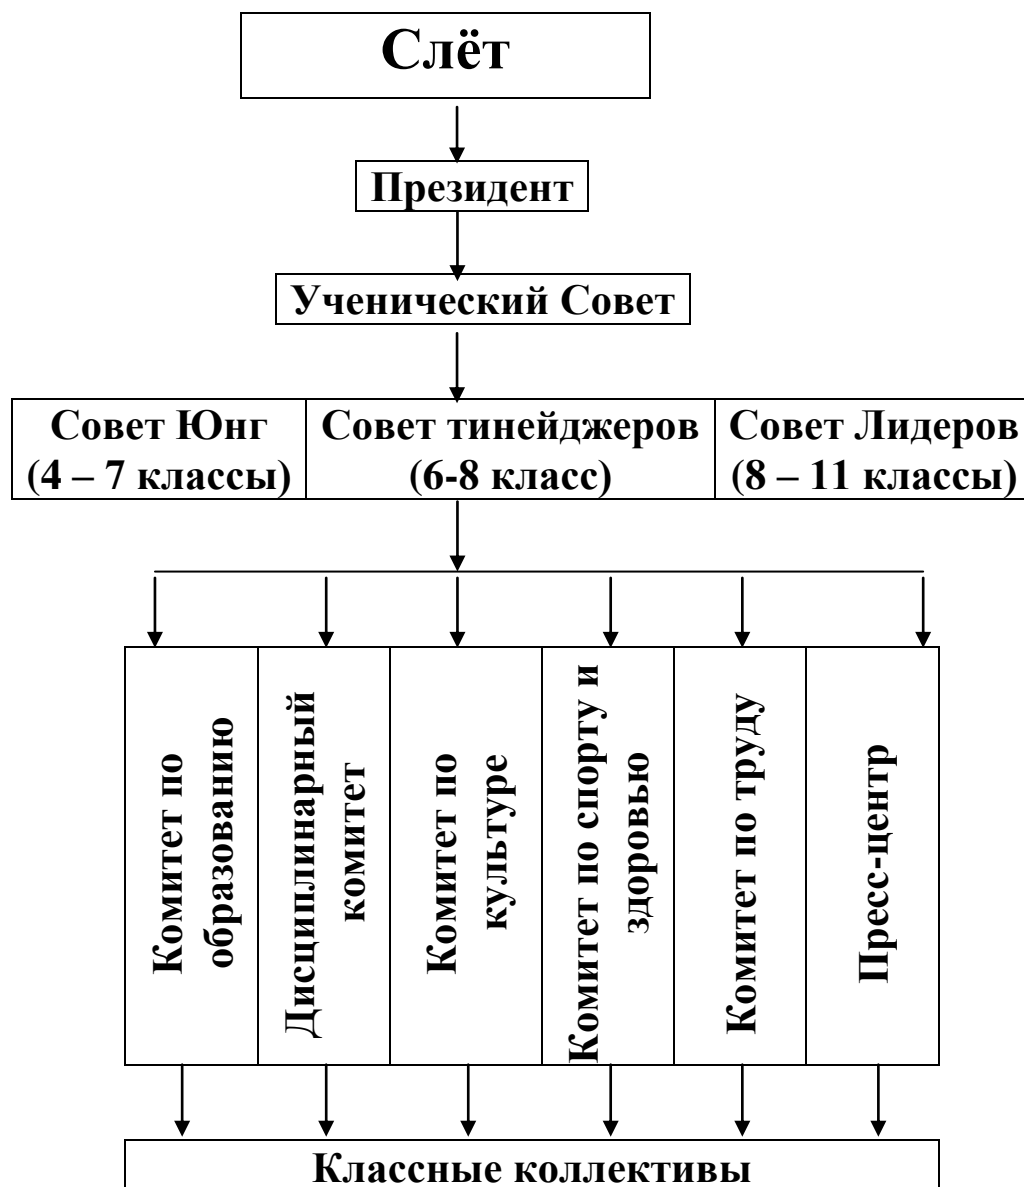 Слёт
Президент
Ученический Совет
Совет Юнг
(4 – 7 классы)
Совет тинейджеров
(6-8 класс)
Совет Лидеров
(8 – 11 классы)
Комитет по
образованию
Дисциплинарный
комитет
Комитет по
культуре
Комитет по спорту и
здоровью
Комитет по труду
Пресс-центр
Классные коллективы